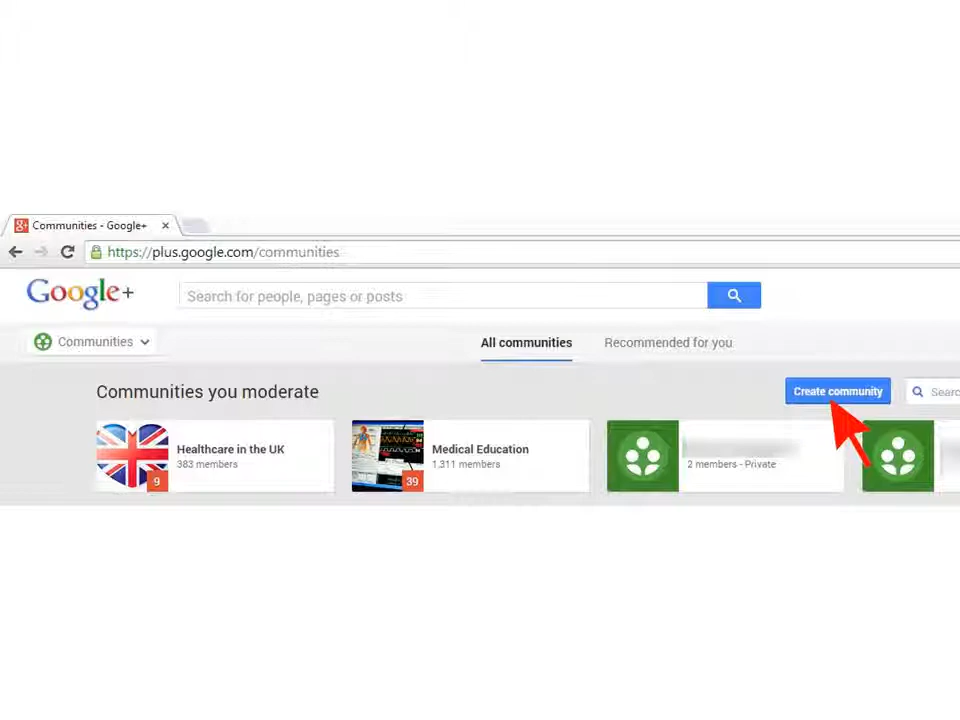 Communities - Google+
https://plus.google.com/communities
Google+
Search for people, pages or posts
Communities
All communities
Recommended for you
Communities you moderate
Create community
Searc
Healthcare in the UK
383 members
9
Medical Education
1,311 members
39
2 members - Private